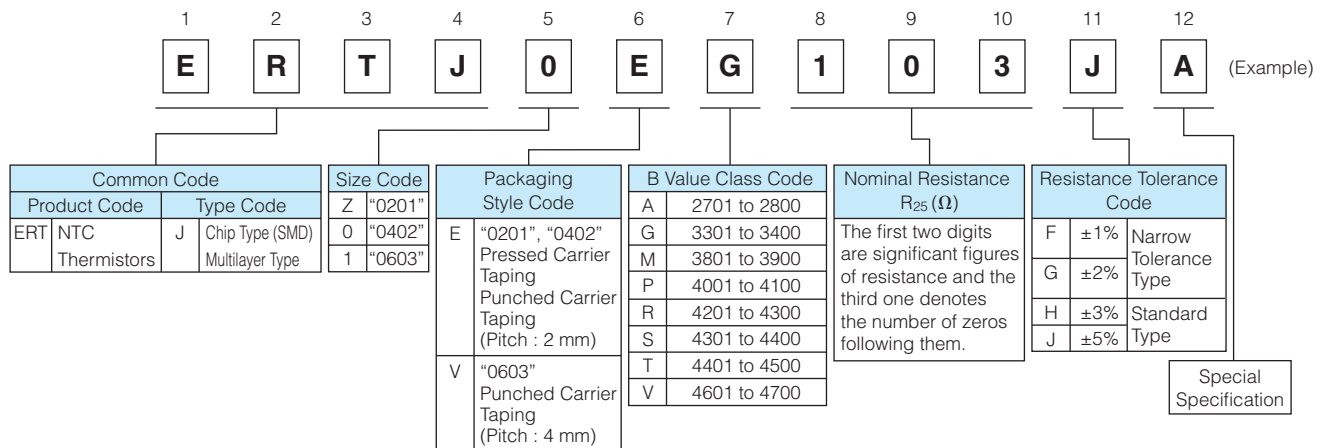 1 2 3 4 5 6 7 8 9 10 11 12
E R T J 0 E G 1 0 3 J A (Example)
Common Code
Product Code Type Code
ERT NTC Thermistors J Chip Type (SMD) Multilayer Type
Size Code
Z "0201"
0 "0402"
1 "0603"
Packaging
Style Code
E "0201", "0402"
Pressed Carrier
Taping
Punched Carrier
Taping
(Pitch : 2 mm)
V "0603"
Punched Carrier
Taping
(Pitch : 4 mm)
B Value Class Code
A 2701 to 2800
G 3301 to 3400
M 3801 to 3900
P 4001 to 4100
R 4201 to 4300
S 4301 to 4400
T 4401 to 4500
V 4601 to 4700
Nominal Resistance
R25 (Ω)
The first two digits
are significant figures
of resistance and the
third one denotes
the number of zeros
following them.
Resistance Tolerance
Code
F ±1% Narrow
Tolerance
G ±2% Type
H ±3% Standard
J ±5% Type
Special
Specification